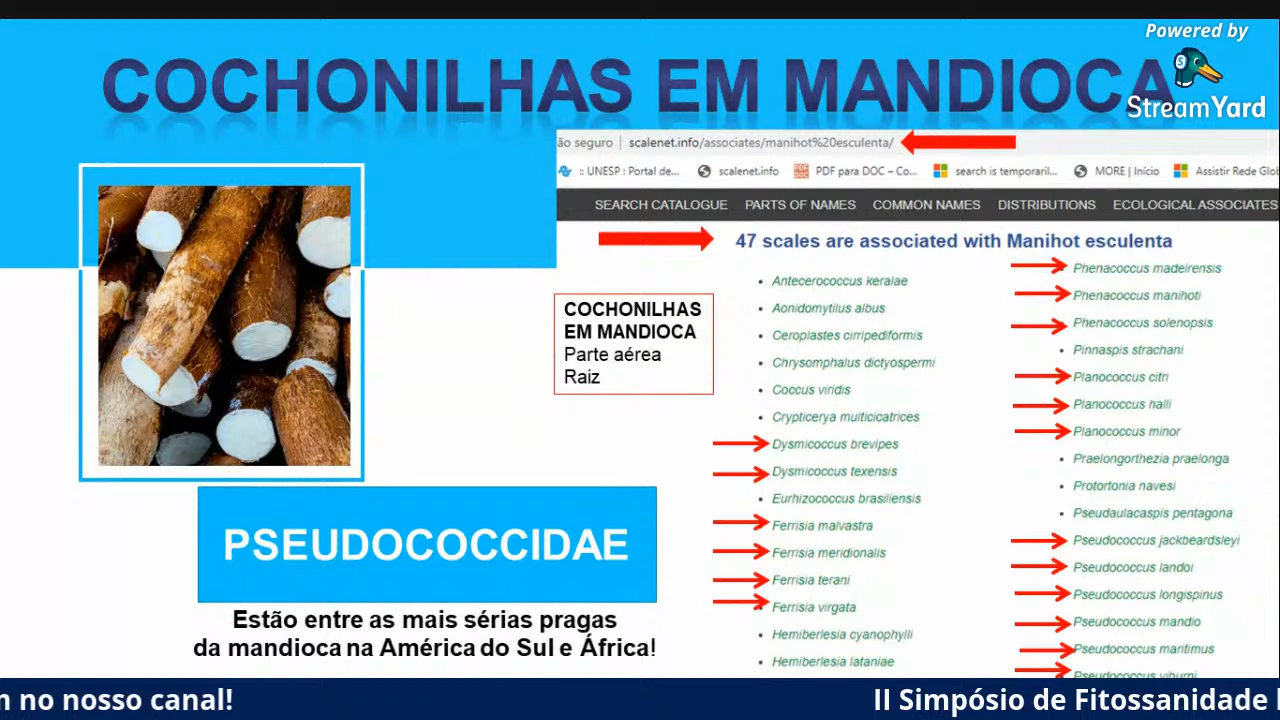 Powered by
StreamYard
COCHONILHAS EM MANDIOCA
ão seguro | scalenet.info/associates/manihot%20esculenta/
:: UNESP : Portal de... scalenet.info PDF para DOC – Co... search is temporaril... MORE | Início Assistir Rede Glo
SEARCH CATALOGUE PARTS OF NAMES COMMON NAMES DISTRIBUTIONS ECOLOGICAL ASSOCIATES
47 scales are associated with Manihot esculenta
COCHONILHAS
EM MANDIOCA
Parte aérea
Raiz
Antecerococcus keralae
Aonidomytilus albus
Ceroplastes cirripediformis
Chrysomphalus dictyospermi
Coccus viridis
Crypticerya multicicatrices
Dysmicoccus brevipes
Dysmicoccus texensis
Eurhizococcus brasiliensis
Ferrisia malvastra
Ferrisia meridionalis
Ferrisia terani
Ferrisia virgata
Hemiberlesia cyanophylli
Hemiberlesia lataniae
Phenacoccus madeirensis
Phenacoccus manihoti
Phenacoccus solenopsis
Pinnaspis strachani
Planococcus citri
Planococcus halli
Planococcus minor
Praelongorthezia praelonga
Protortonia navesi
Pseudaulacaspis pentagona
Pseudococcus jackbeardsleyi
Pseudococcus landoi
Pseudococcus longispinus
Pseudococcus mandio
Pseudococcus maritimus
Pseudococcus viburni
PSEUDOCOCCIDAE
Estão entre as mais sérias pragas
da mandioca na América do Sul e África!
m no nosso canal! II Simpósio de Fitossanidade